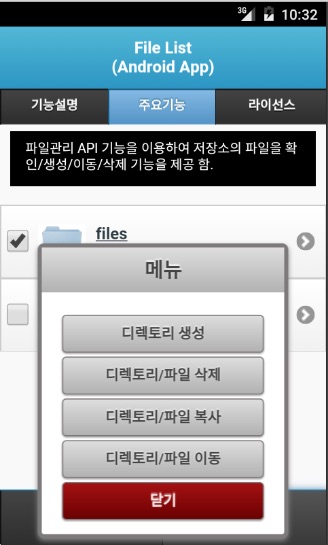 3G 10:32
File List
(Android App)
기능설명 주요기능 라이선스
파일관리 API 기능을 이용하여 저장소의 파일을 확
인/생성/이동/삭제 기능을 제공 함.
files
메뉴
디렉토리 생성
디렉토리/파일 삭제
디렉토리/파일 복사
디렉토리/파일 이동
닫기